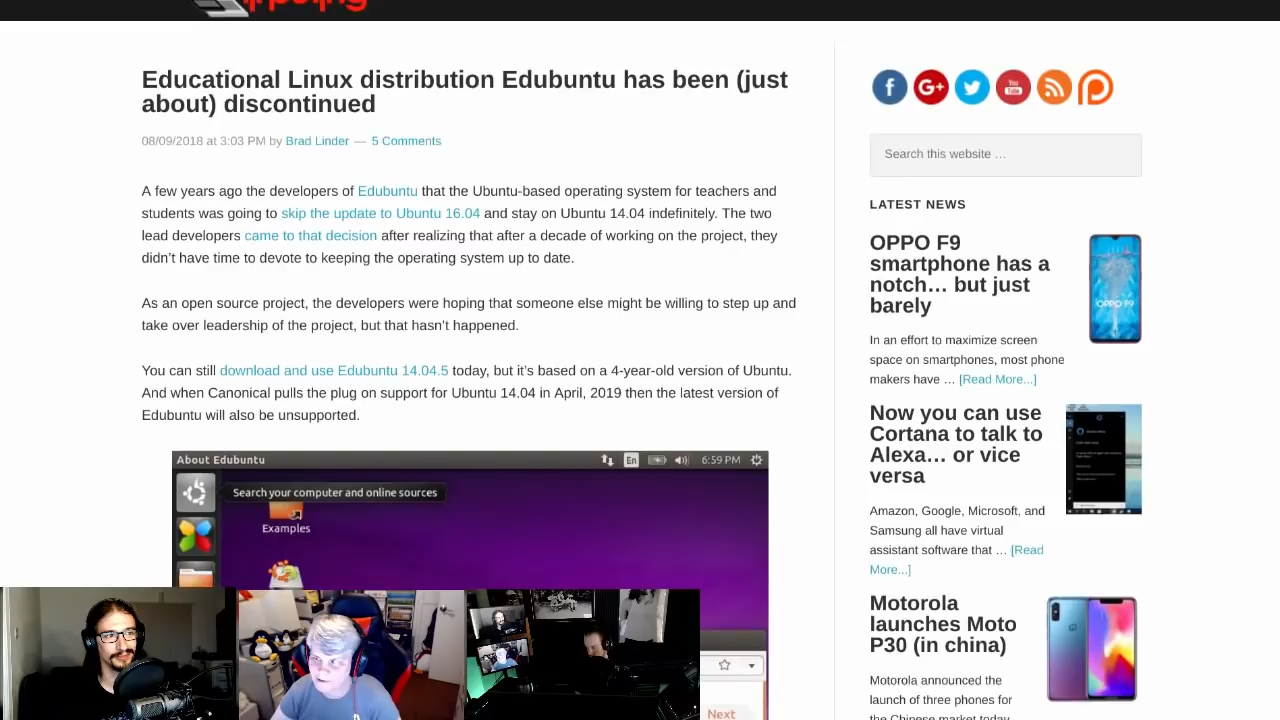 Educational Linux distribution Edubuntu has been (just
about) discontinued
08/09/2018 at 3:03 PM by Brad Linder — 5 Comments
A few years ago the developers of Edubuntu that the Ubuntu-based operating system for teachers and
students was going to skip the update to Ubuntu 16.04 and stay on Ubuntu 14.04 indefinitely. The two
lead developers came to that decision after realizing that after a decade of working on the project, they
didn't have time to devote to keeping the operating system up to date.
As an open source project, the developers were hoping that someone else might be willing to step up and
take over leadership of the project, but that hasn't happened.
You can still download and use Edubuntu 14.04.5 today, but it's based on a 4-year-old version of Ubuntu.
And when Canonical pulls the plug on support for Ubuntu 14.04 in April, 2019 then the latest version of
Edubuntu will also be unsupported.
About Edubuntu
En
6:59 PM
Search your computer and online sources
Examples
Next
You Tube
Search this website …
LATEST NEWS
OPPO F9
smartphone has a
notch… but just
barely
OPPO F9
In an effort to maximize screen
space on smartphones, most phone
makers have … [Read More...]
Now you can use
Cortana to talk to
Alexa… or vice
versa
Amazon, Google, Microsoft, and
Samsung all have virtual
assistant software that … [Read
More...]
Motorola
launches Moto
P30 (in china)
Motorola announced the
launch of three phones for
the Chinese market today